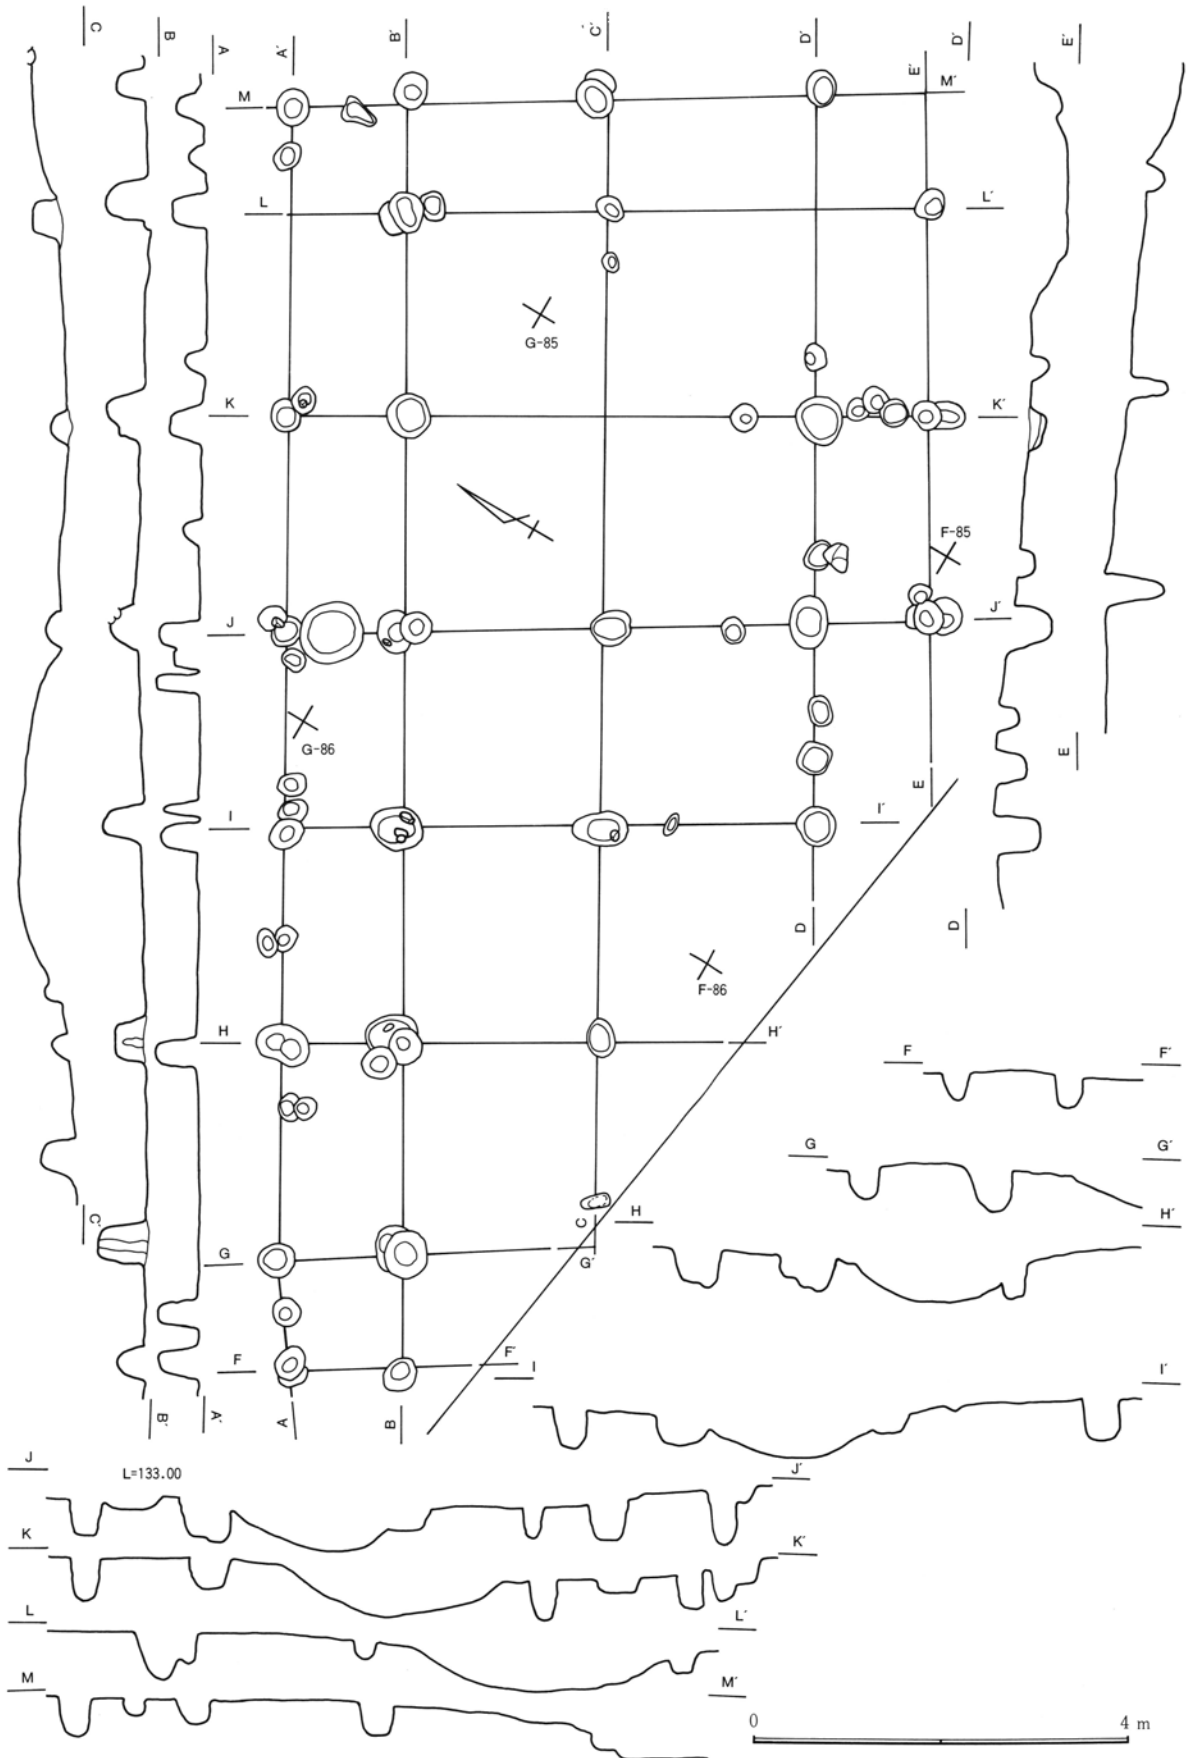 C B A A´ B´ C´ D´ E´ D´ E´
M M´
L L´
G-85
K K´
F-85
J J´
G-86
I I´
E E
D D
F-86
H H´
F F´
G G´
C´ C H H´
G G´
F F´ I I´
B´ A´ A B
J L=133.00 J´
K K´
L L´
M M´
0 4 m